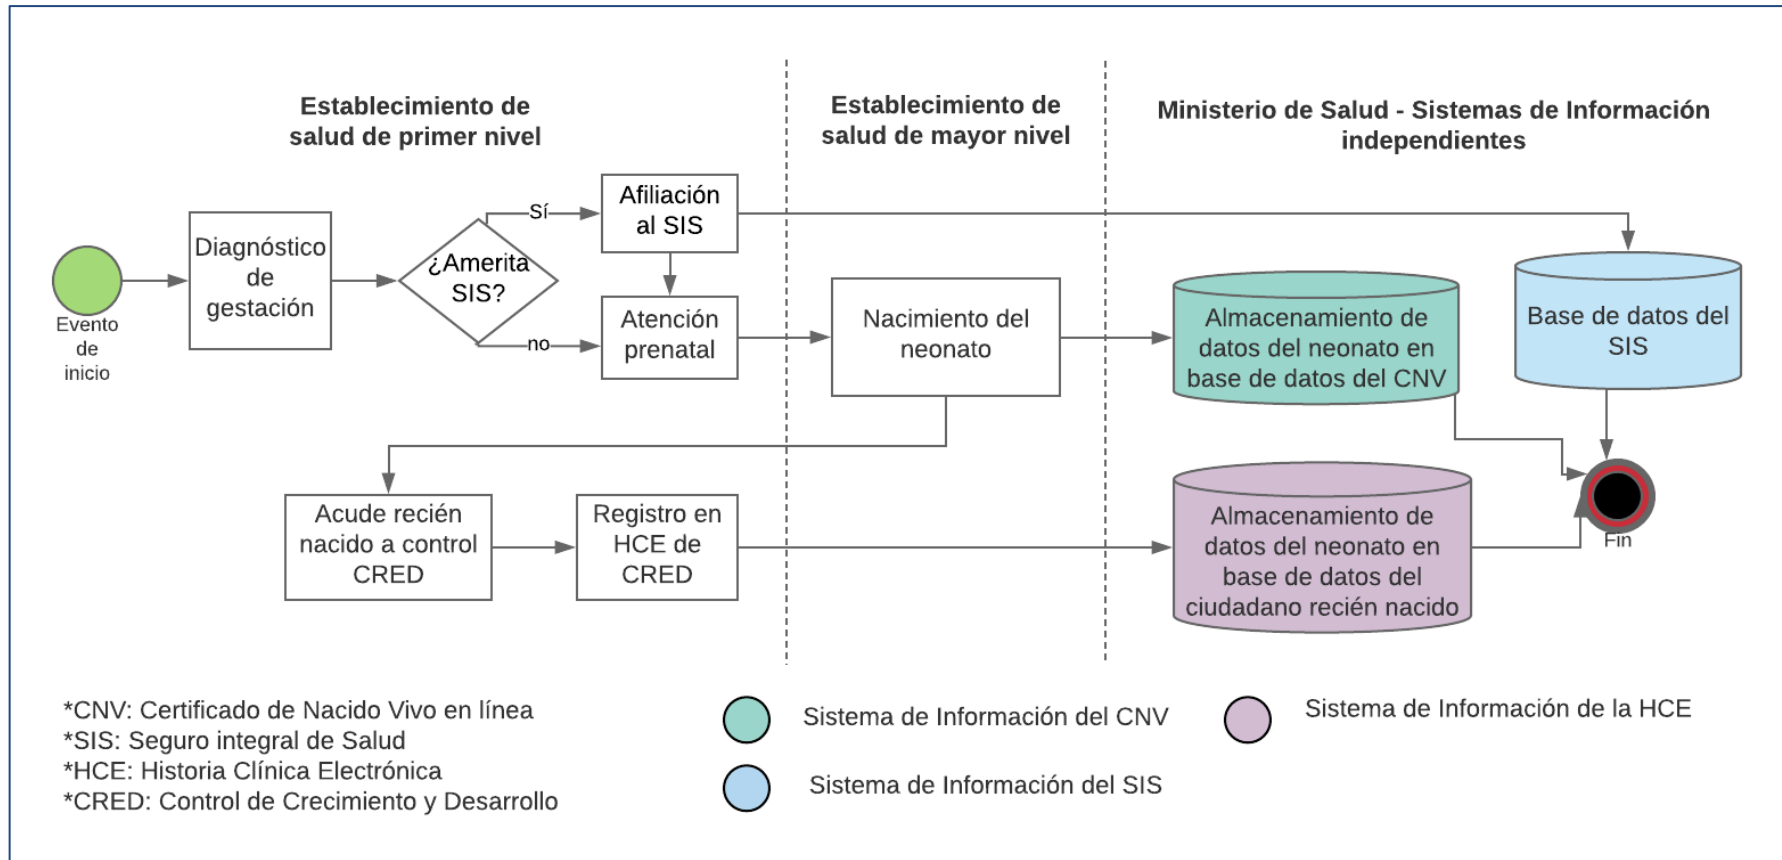 Establecimiento de
salud de primer nivel
Establecimiento de
salud de mayor nivel
Ministerio de Salud - Sistemas de Información
independientes
Evento
de
inicio
Diagnóstico
de
gestación
¿Amerita
SIS?
Sí
no
Afiliación
al SIS
Atención
prenatal
Nacimiento del
neonato
Almacenamiento de
datos del neonato en
base de datos del CNV
Base de datos del
SIS
Acude recién
nacido a control
CRED
Registro en
HCE de
CRED
Almacenamiento de
datos del neonato en
base de datos del
ciudadano recién nacido
Fin
*CNV: Certificado de Nacido Vivo en línea
*SIS: Seguro integral de Salud
*HCE: Historia Clínica Electrónica
*CRED: Control de Crecimiento y Desarrollo
Sistema de Información del CNV
Sistema de Información del SIS
Sistema de Información de la HCE